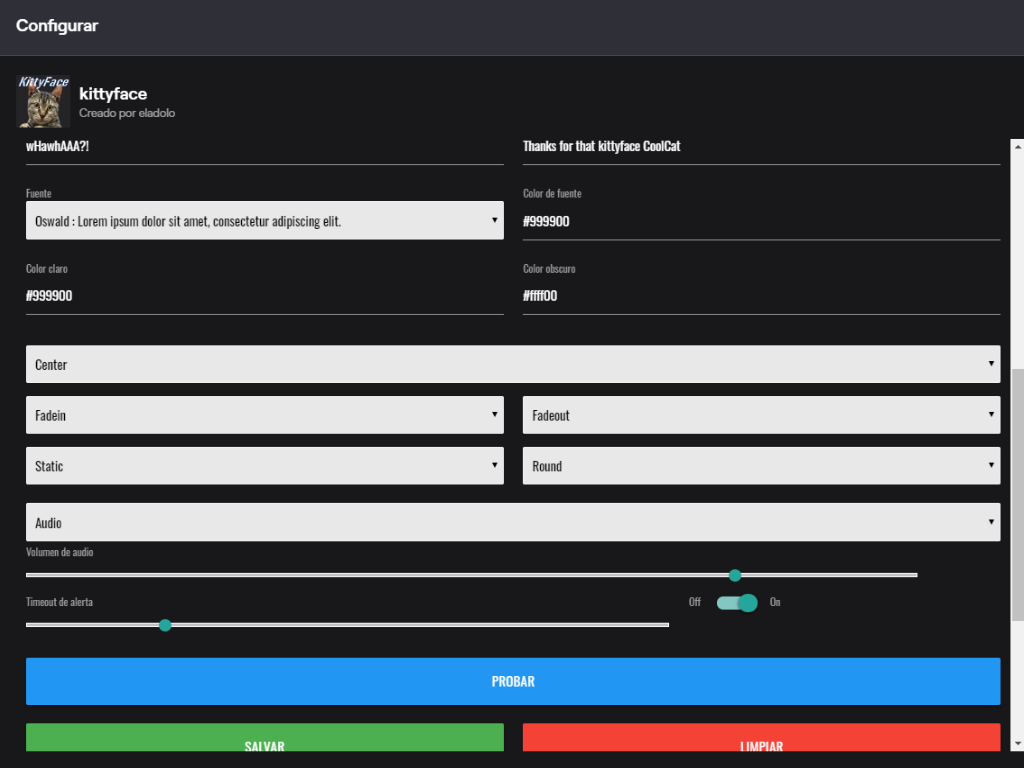 Configurar
KittyFace
kittyface
Creado por eladolo
wHawhAAA?!
Thanks for that kittyface CoolCat
Fuente
Color de fuente
Oswald : Lorem ipsum dolor sit amet, consectetur adipiscing elit.
#999900
Color claro
Color obscuro
#999900
#ffff00
Center
Fadein
Fadeout
Static
Round
Audio
Volumen de audio
Timeout de alerta
Off
On
PROBAR
SALVAR
LIMPIAR